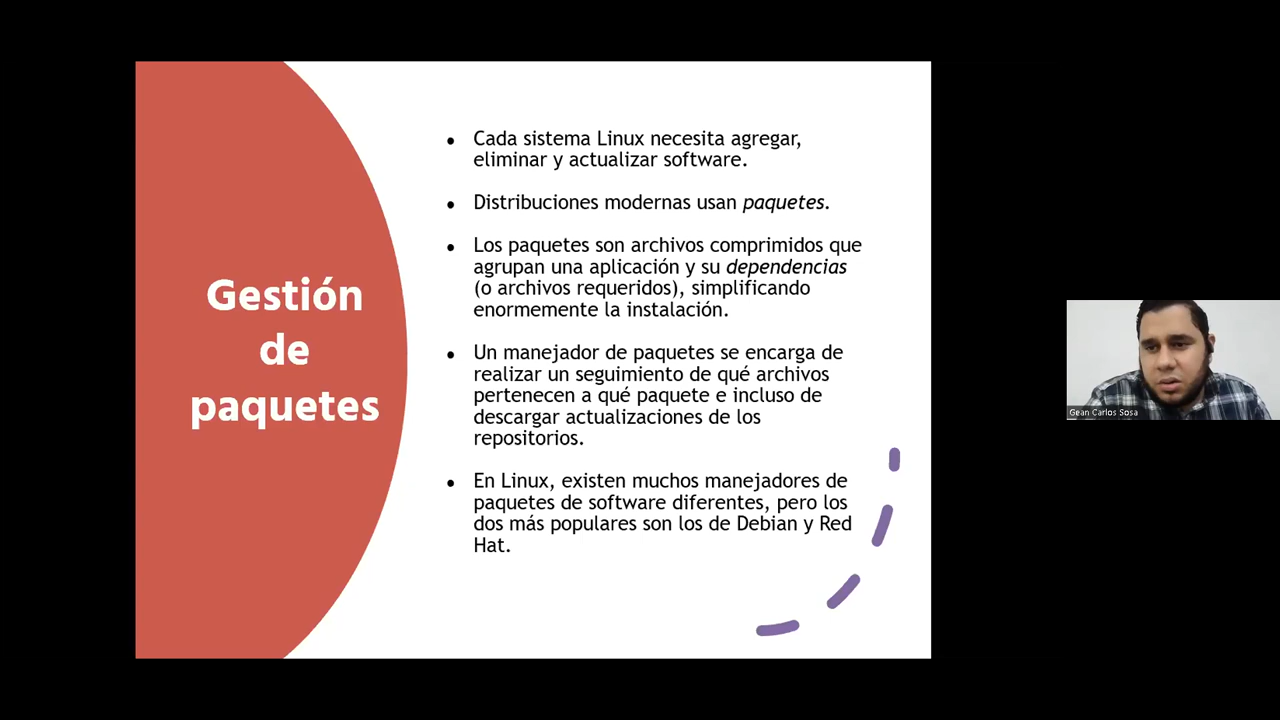 Gestión
de
paquetes
• Cada sistema Linux necesita agregar,
eliminar y actualizar software.
• Distribuciones modernas usan paquetes.
• Los paquetes son archivos comprimidos que
agrupan una aplicación y su dependencias
(o archivos requeridos), simplificando
enormemente la instalación.
• Un manejador de paquetes se encarga de
realizar un seguimiento de qué archivos
pertenecen a qué paquete e incluso de
descargar actualizaciones de los
repositorios.
• En Linux, existen muchos manejadores de
paquetes de software diferentes, pero los
dos más populares son los de Debian y Red
Hat.
Gean Carlos Sosa